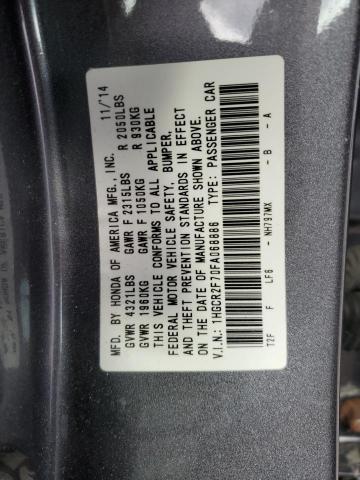 MFD. BY HONDA OF AMERICA MFG., INC. 11/'14
GVWR 4321LBS GAWR F 2315LBS R 2050LBS
GVWR 1960KG GAWR F 1050KG R 930KG
THIS VEHICLE CONFORMS TO ALL APPLICABLE
FEDERAL MOTOR VEHICLE SAFETY, BUMPER,
AND THEFT PREVENTION STANDARDS IN EFFECT
ON THE DATE OF MANUFACTURE SHOWN ABOVE.
V.I.N.: 1HGCR2F70FA068886 TYPE: PASSENGER CAR
T2F F LF6 - NH797MX - B - A